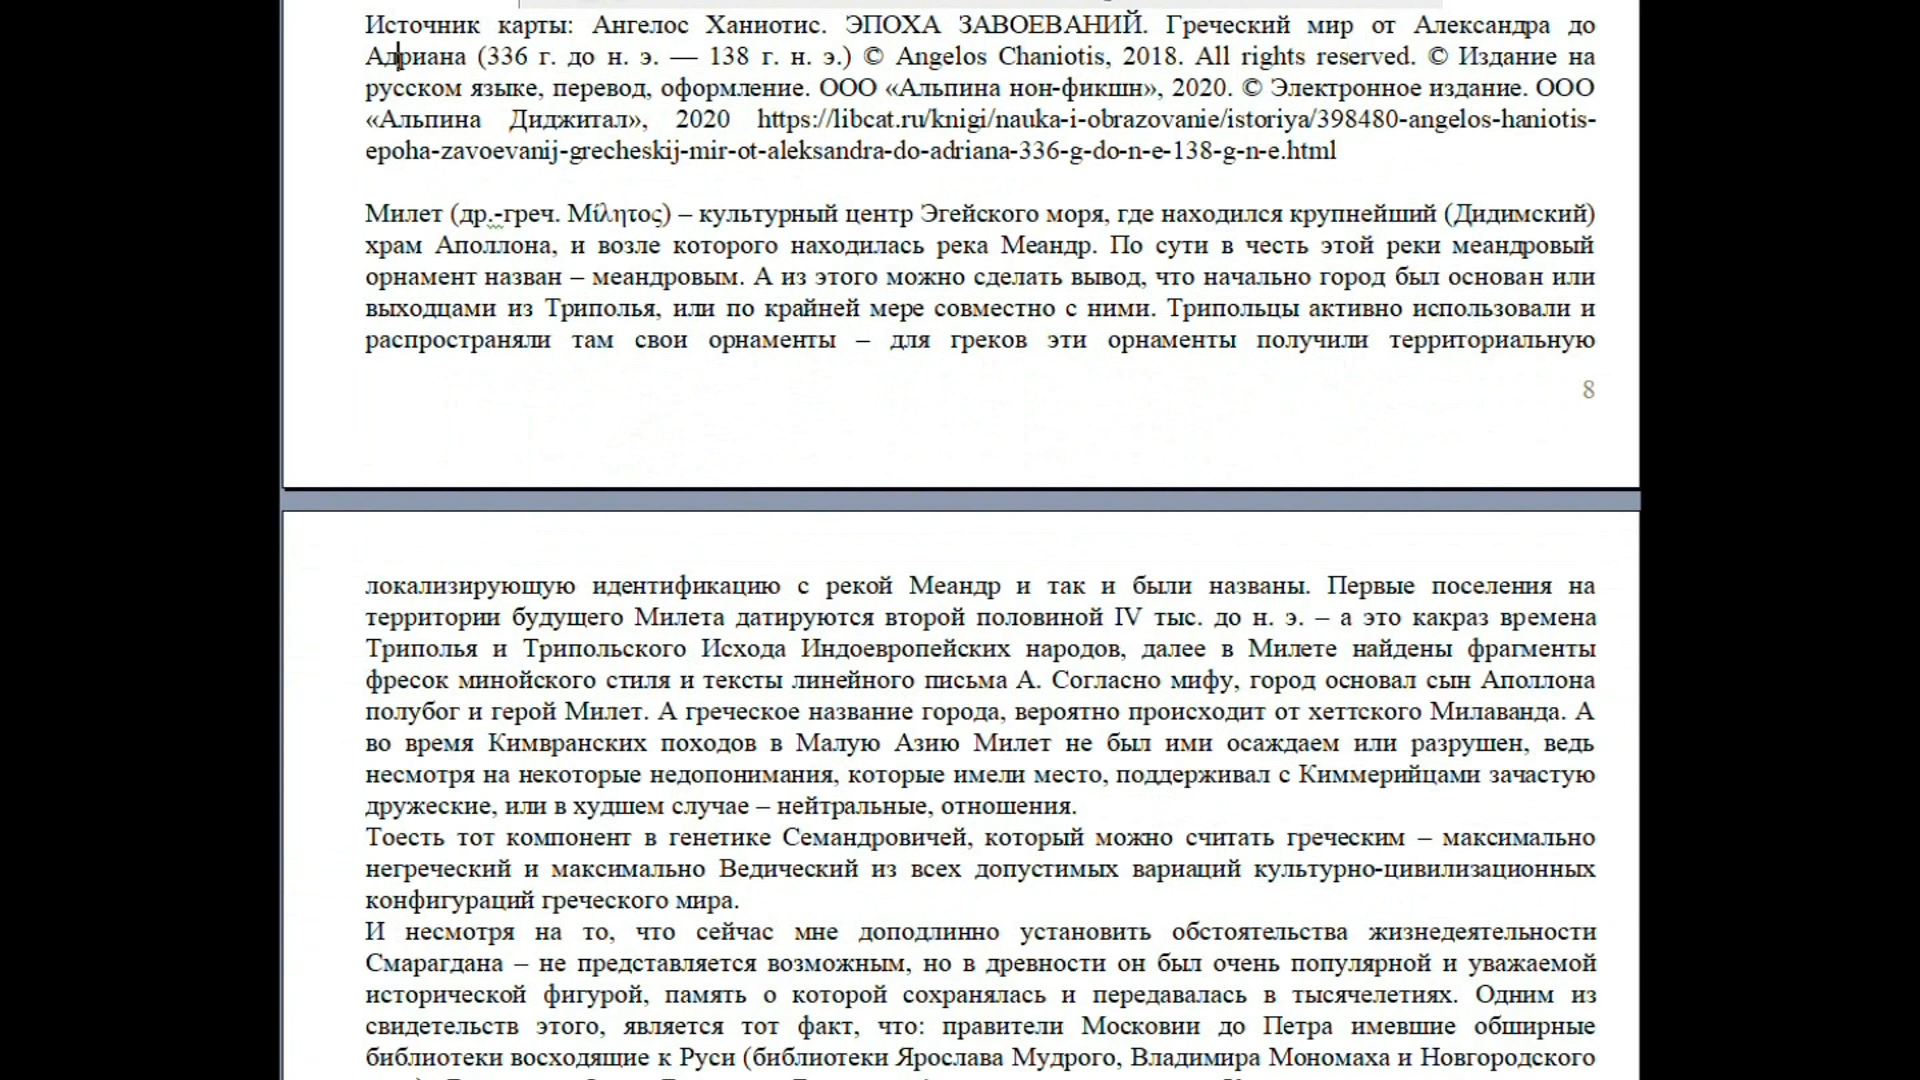 Источник карты: Ангелос Ханиотис. ЭПОХА ЗАВОЕВАНИЙ. Греческий мир от Александра до
Адриана (336 г. до н. э. — 138 г. н. э.) © Angelos Chaniotis, 2018. All rights reserved. © Издание на
русском языке, перевод, оформление. ООО «Альпина нон-фикшн», 2020. © Электронное издание. ООО
«Альпина Диджитал», 2020 https://libcat.ru/knigi/nauka-i-obrazovanie/istoriya/398480-angelos-haniotis-
epoha-zavoevanij-grecheskij-mir-ot-aleksandra-do-adriana-336-g-do-n-e-138-g-n-e.html
Милет (др.-греч. Μίλητος) – культурный центр Эгейского моря, где находился крупнейший (Дидимский)
храм Аполлона, и возле которого находилась река Меандр. По сути в честь этой реки меандровый
орнамент назван – меандровым. А из этого можно сделать вывод, что начально город был основан или
выходцами из Триполья, или по крайней мере совместно с ними. Трипольцы активно использовали и
распространяли там свои орнаменты – для греков эти орнаменты получили территориальную
8
локализирующую идентификацию с рекой Меандр и так и были названы. Первые поселения на
территории будущего Милета датируются второй половиной IV тыс. до н. э. – а это какраз времена
Триполья и Трипольского Исхода Индоевропейских народов, далее в Милете найдены фрагменты
фресок минойского стиля и тексты линейного письма А. Согласно мифу, город основал сын Аполлона
полубог и герой Милет. А греческое название города, вероятно происходит от хеттского Милаванда. А
во время Кимвранских походов в Малую Азию Милет не был ими осаждаем или разрушен, ведь
несмотря на некоторые недопонимания, которые имели место, поддерживал с Киммерийцами зачастую
дружеские, или в худшем случае – нейтральные, отношения.
Тоесть тот компонент в генетике Семандровичей, который можно считать греческим – максимально
негреческий и максимально Ведический из всех допустимых вариаций культурно-цивилизационных
конфигураций греческого мира.
И несмотря на то, что сейчас мне доподлинно установить обстоятельства жизнедеятельности
Смарагдана – не представляется возможным, но в древности он был очень популярной и уважаемой
исторической фигурой, память о которой сохранялась и передавалась в тысячелетиях. Одним из
свидетельств этого, является тот факт, что: правители Московии до Петра имевшие обширные
библиотеки восходящие к Руси (библиотеки Ярослава Мудрого, Владимира Мономаха и Новгородского